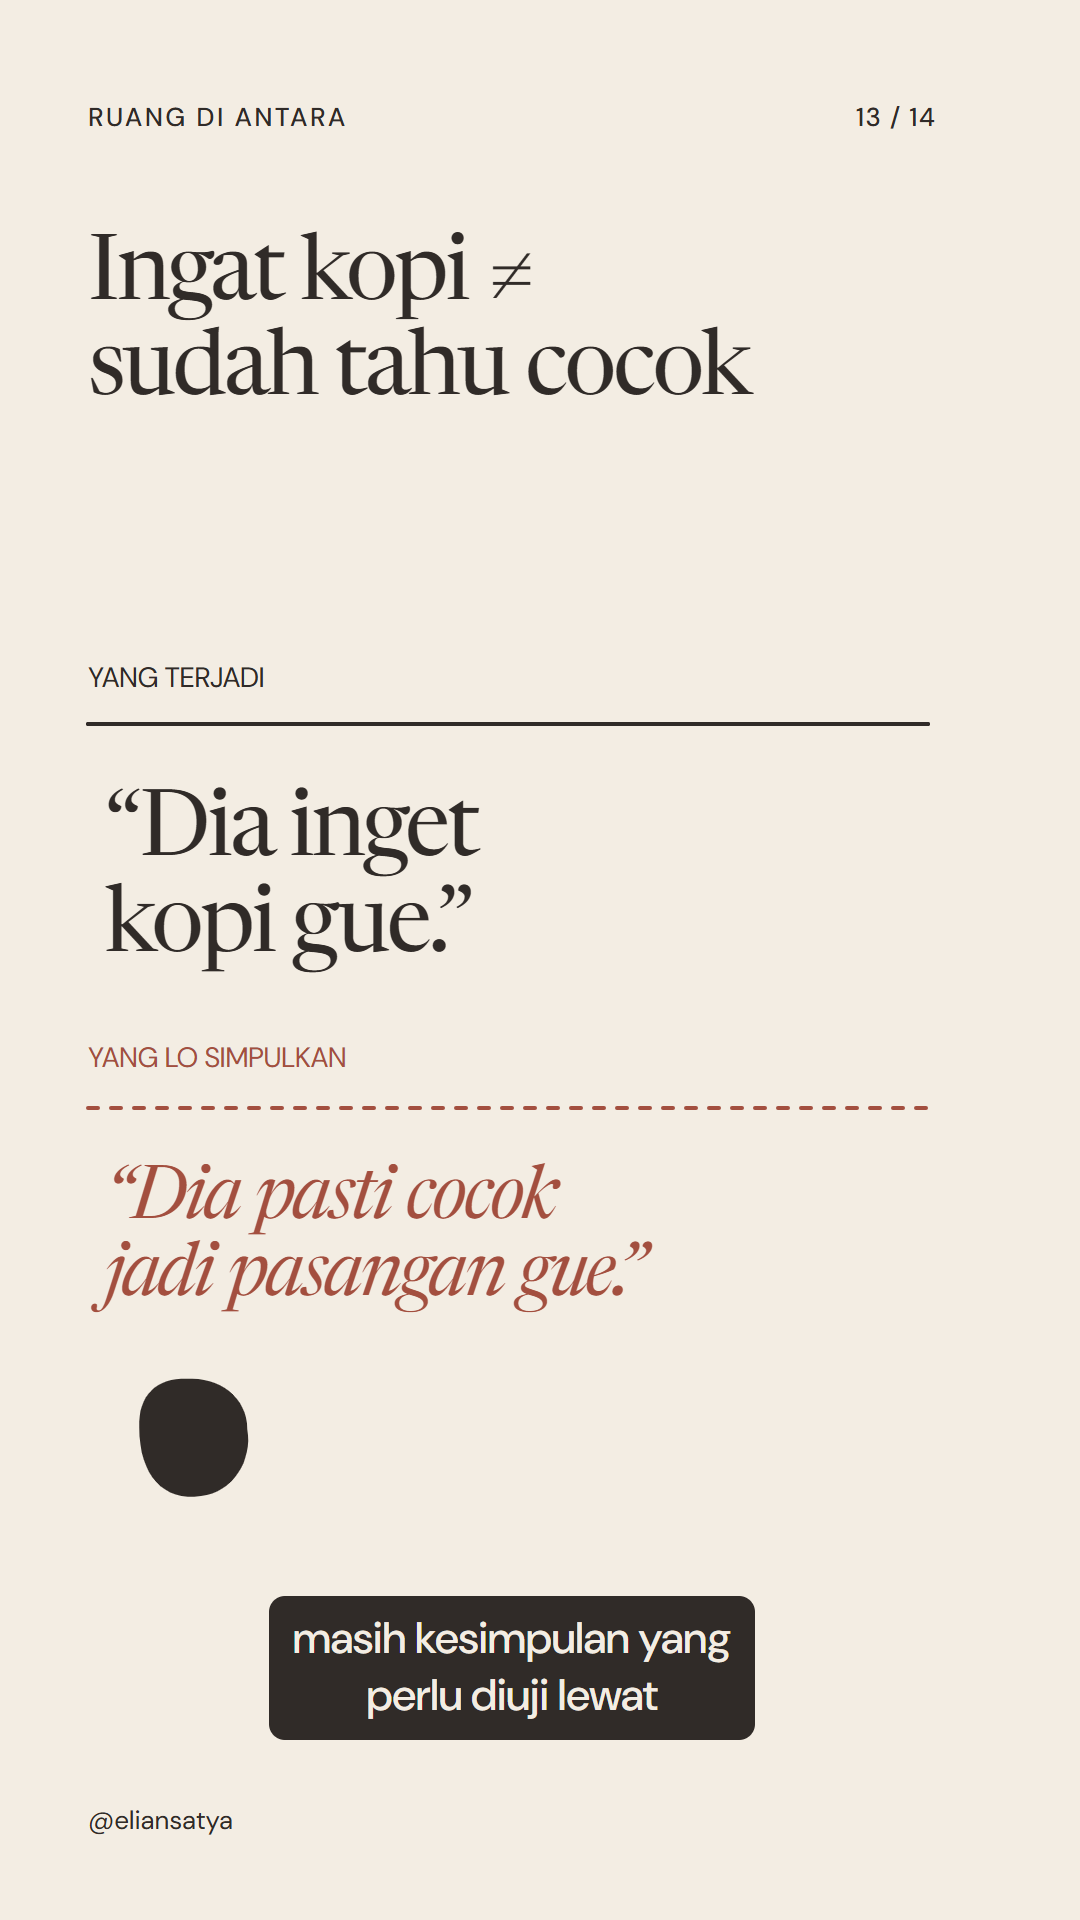 RUANG DI ANTARA
13 / 14
Ingat kopi ≠
sudah tahu cocok
YANG TERJADI
“Dia inget
kopi gue.”
YANG LO SIMPULKAN
“Dia pasti cocok
jadi pasangan gue.”
masih kesimpulan yang
perlu diuji lewat
@eliansatya